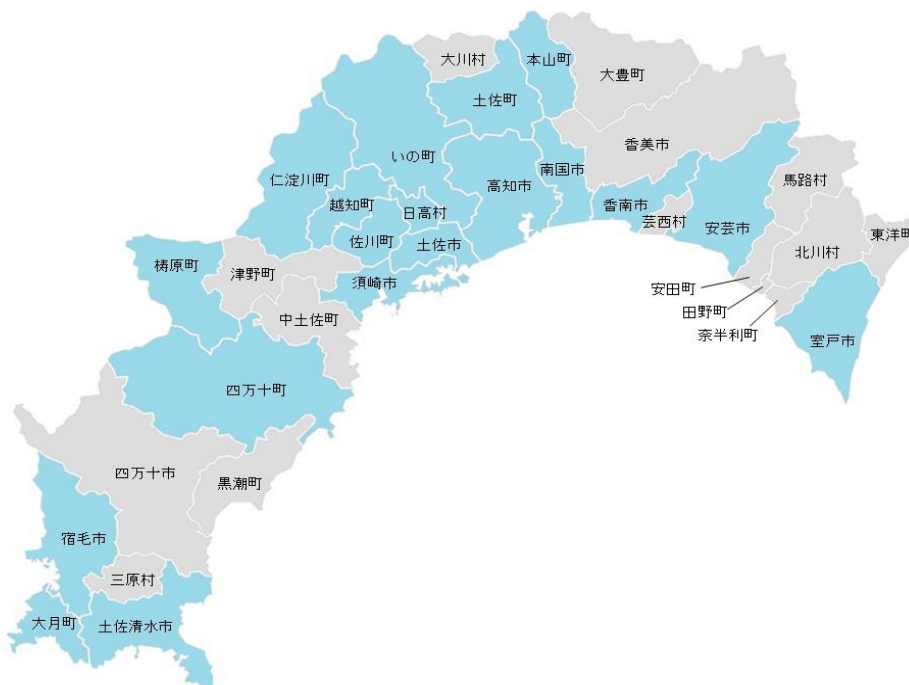 大川村
本山町
大豊町
土佐町
香美市
いの町
南国市
仁淀川町
高知市
馬路村
越知町
日高村
香南市
芸西村
安芸市
佐川町
土佐市
北川村
東洋町
梼原町
津野町
須崎市
安田町
田野町
中土佐町
奈半利町
室戸市
四万十町
四万十市
黒潮町
宿毛市
三原村
大月町
土佐清水市